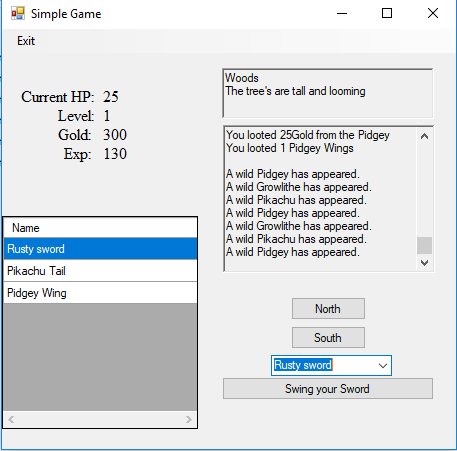 Simple Game
Exit
Current HP: 25
Level: 1
Gold: 300
Exp: 130
Woods
The tree's are tall and looming
You looted 25Gold from the Pidgey
You looted 1 Pidgey Wings
A wild Pidgey has appeared.
A wild Growlithe has appeared.
A wild Pikachu has appeared.
A wild Pidgey has appeared.
A wild Growlithe has appeared.
A wild Pikachu has appeared.
A wild Pidgey has appeared.
Name
Rusty sword
Pikachu Tail
Pidgey Wing
North
South
Rusty sword
Swing your Sword